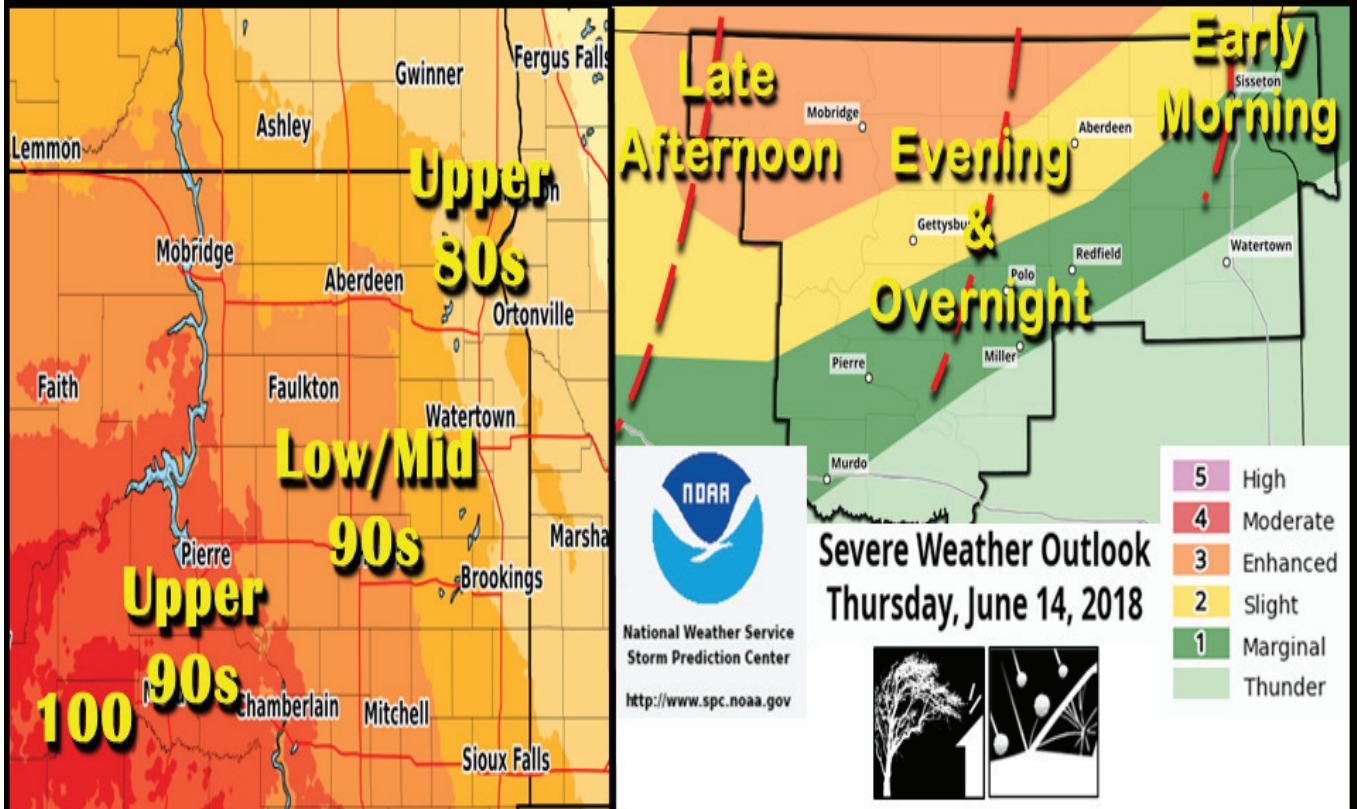 Fergus Falls
Gwinner
Ashley
Lemmon
Upper
80s
Mobridge
Aberdeen
Ortonville
Faith
Faulkton
Watertown
Low/Mid
90s
Marsha
Pierre
Brookings
Upper
90s
100
Chamberlain
Mitchell
Sioux Falls
Late
Afternoon
Early
Morning
Sisseton
Mobridge
Aberdeen
Evening
&
Overnight
Gettysbu
Redfield
Watertown
Polo
Miller
Pierre
Murdo
NOAA
National Weather Service
Storm Prediction Center
http://www.spc.noaa.gov
Severe Weather Outlook
Thursday, June 14, 2018
5 High
4 Moderate
3 Enhanced
2 Slight
1 Marginal
Thunder